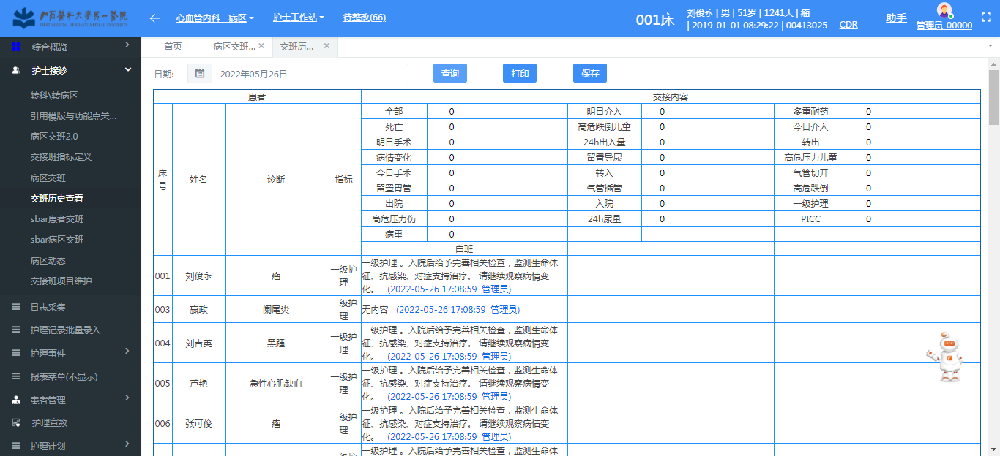 山西醫科大學第一醫院
FIRST HOSPITAL OF SHANXI MEDICAL UNIVERSITY
心血管内科一病区
护士工作站
待整改(66)
001床
刘俊永 | 男 | 51岁 | 1241天 | 瘤
| 2019-01-01 08:29:22 | 00413025
CDR
助手
管理员-00000
综合概览
护士接诊
转科\转病区
引用模版与功能点关...
病区交班2.0
交接班指标定义
病区交班
交班历史查看
sbar患者交班
sbar病区交班
病区动态
交接班项目维护
日志采集
护理记录批量录入
护理事件
报表菜单(不显示)
患者管理
护理宣教
护理计划
首页
病区交班...
交班历...
日期:
2022年05月26日
查询
打印
保存
患者
交接内容
床号
姓名
诊断
指标
全部 0 明日介入 0 多重耐药 0
死亡 0 高危跌倒儿童 0 今日介入 0
明日手术 0 24h出入量 0 转出 0
病情变化 0 留置导尿 0 高危压力儿童 0
今日手术 0 转入 0 气管切开 0
留置胃管 0 气管插管 0 高危跌倒 0
出院 0 入院 0 一级护理 0
高危压力伤 0 24h尿量 0 PICC 0
病重 0
白班
001 刘俊永 瘤 一级护理
一级护理 。入院后给予完善相关检查，监测生命体
征、抗感染、对症支持治疗。 请继续观察病情变
化。 (2022-05-26 17:08:59 管理员)
003 嬴政 阑尾炎 一级护理
无内容 (2022-05-26 17:08:59 管理员)
004 刘吉英 黑踵 一级护理
一级护理 。入院后给予完善相关检查，监测生命体
征、抗感染、对症支持治疗。 请继续观察病情变
化。 (2022-05-26 17:08:59 管理员)
005 芦艳 急性心肌缺血 一级护理
一级护理 。入院后给予完善相关检查，监测生命体
征、抗感染、对症支持治疗。 请继续观察病情变
化。 (2022-05-26 17:08:59 管理员)
006 张可俊 瘤 一级护理
一级护理 。入院后给予完善相关检查，监测生命体
征、抗感染、对症支持治疗。 请继续观察病情变
化。 (2022-05-26 17:08:59 管理员)
一级护理 。入院后给予完善相关检查，监测生命体